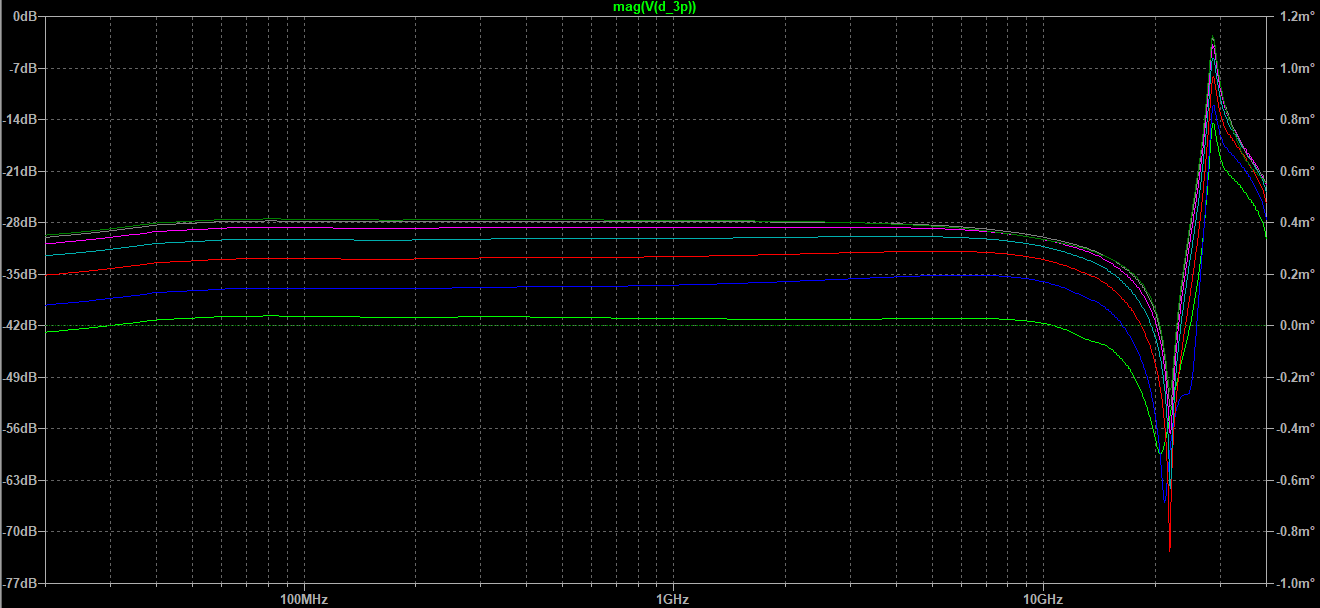 mag(V(d_3p))
0dB 1.2m°
-7dB 1.0m°
-14dB 0.8m°
-21dB 0.6m°
-28dB 0.4m°
-35dB 0.2m°
-42dB 0.0m°
-49dB -0.2m°
-56dB -0.4m°
-63dB -0.6m°
-70dB -0.8m°
-77dB -1.0m°
100MHz 1GHz 10GHz